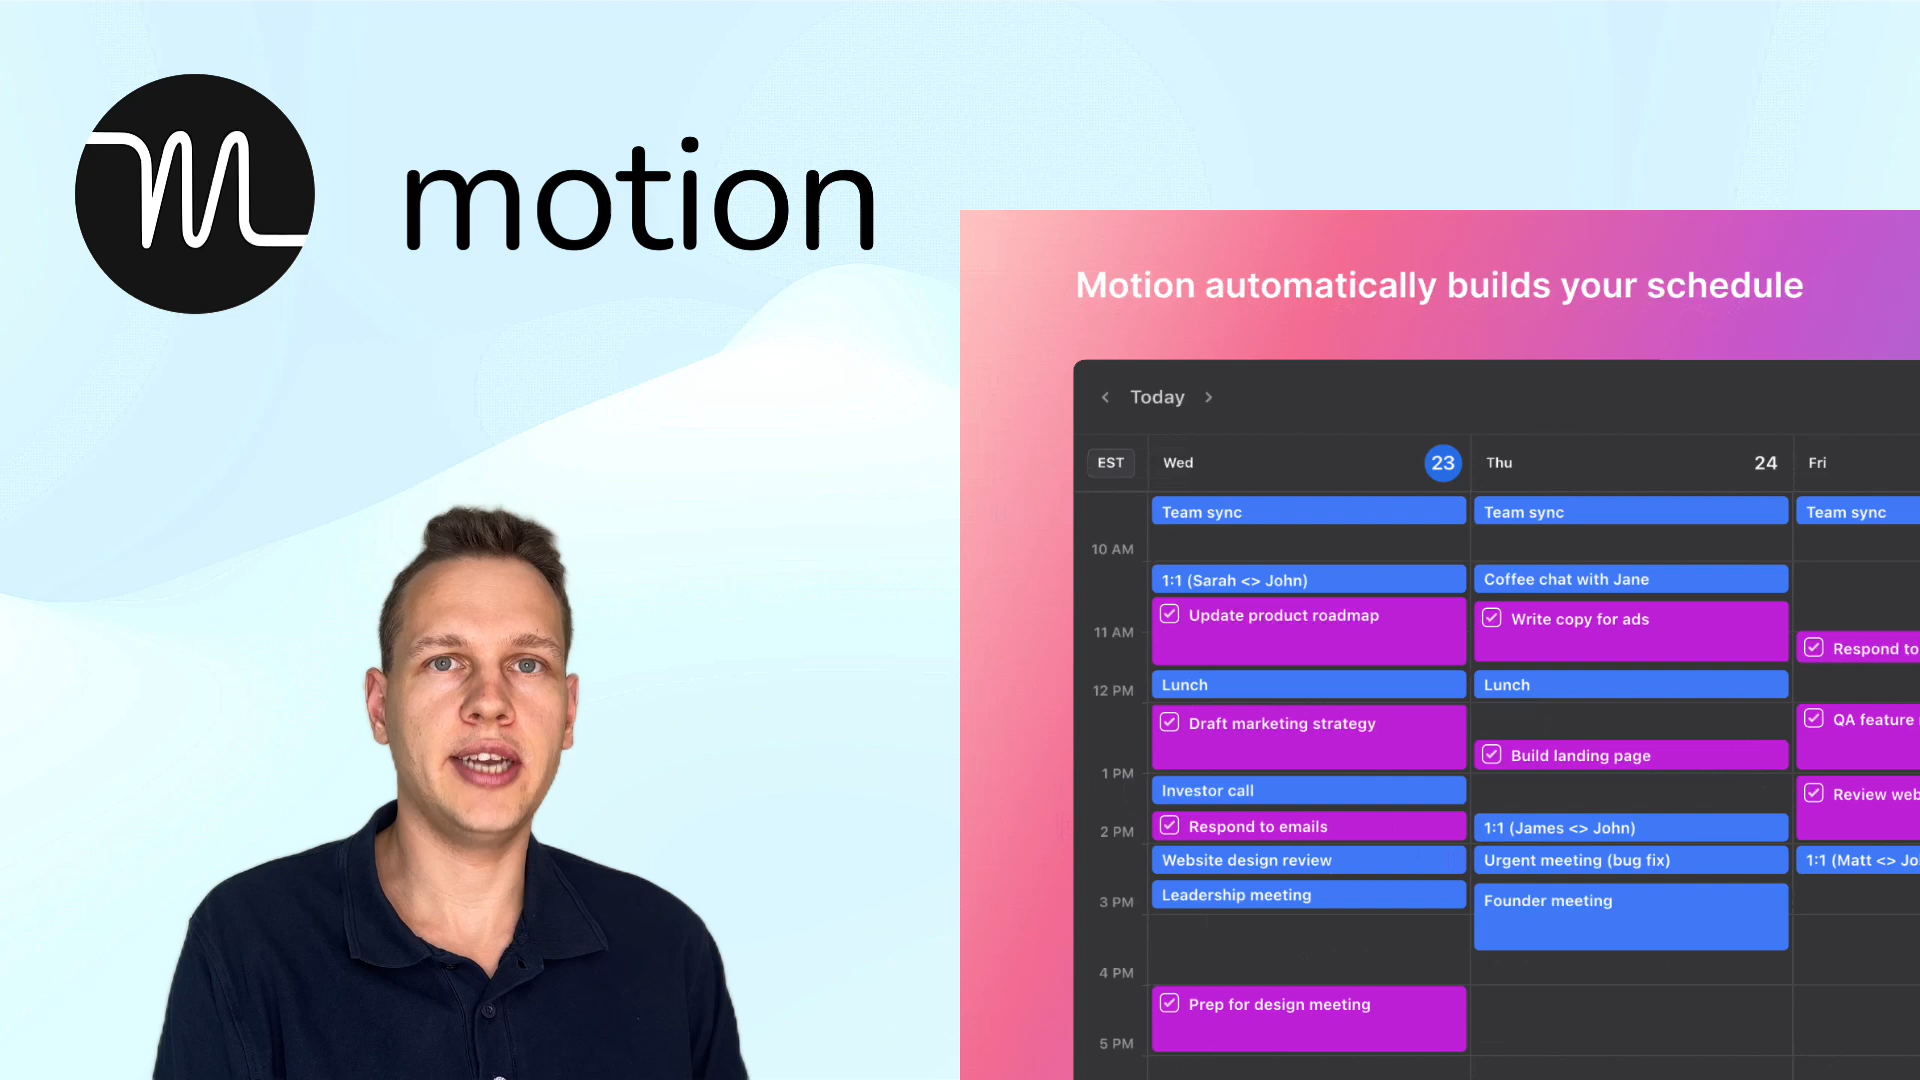 motion
Motion automatically builds your schedule
Today
EST
Wed
23
Thu
24
Fri
Team sync
Team sync
Team sync
10 AM
1:1 (Sarah <> John)
Coffee chat with Jane
Update product roadmap
Write copy for ads
11 AM
Respond to
Lunch
Lunch
12 PM
Draft marketing strategy
QA feature
Build landing page
1 PM
Investor call
Review web
Respond to emails
1:1 (James <> John)
2 PM
Website design review
Urgent meeting (bug fix)
1:1 (Matt <> Jo
Leadership meeting
Founder meeting
3 PM
4 PM
Prep for design meeting
5 PM